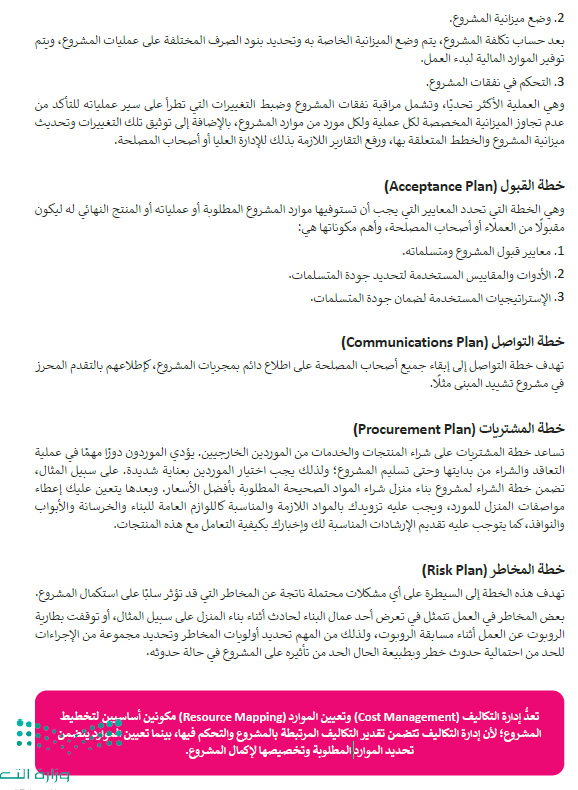 2. وضع ميزانية المشروع.
بعد حساب تكلفة المشروع، يتم وضع الميزانية الخاصة به وتحديد بنود الصرف المختلفة على عمليات المشروع، ويتم
توفير الموارد المالية لبدء العمل.
3. التحكم في نفقات المشروع.
وهي العملية الأكثر تحديًا، وتشمل مراقبة نفقات المشروع وضبط التغييرات التي تطرأ على سير عملياته للتأكد من
عدم تجاوز الميزانية المخصصة لكل عملية ولكل مورد من موارد المشروع، بالإضافة إلى توثيق تلك التغييرات وتحديث
ميزانية المشروع والخطط المتعلقة بها، ورفع التقارير اللازمة بذلك للإدارة العليا أو أصحاب المصلحة.
خطة القبول (Acceptance Plan)
وهي الخطة التي تحدد المعايير التي يجب أن تستوفيها موارد المشروع المطلوبة أو عملياته أو المنتج النهائي له ليكون
مقبولًا من العملاء أو أصحاب المصلحة، وأهم مكوناتها هي:
1. معايير قبول المشروع ومتسلماته.
2. الأدوات والمقاييس المستخدمة لتحديد جودة المتسلمات.
3. الإستراتيجيات المستخدمة لضمان جودة المتسلمات.
خطة التواصل (Communications Plan)
تهدف خطة التواصل إلى إبقاء جميع أصحاب المصلحة على اطلاع دائم بمجريات المشروع، كإطلاعهم بالتقدم المحرز
في مشروع تشييد المبنى مثلًا.
خطة المشتريات (Procurement Plan)
تساعد خطة المشتريات على شراء المنتجات والخدمات من الموردين الخارجيين. يؤدي الموردون دورًا مهمًا في عملية
التعاقد والشراء من بدايتها وحتى تسليم المشروع؛ ولذلك يجب اختيار الموردين بعناية شديدة. على سبيل المثال،
تضمن خطة الشراء لمشروع بناء منزل شراء المواد الصحيحة المطلوبة بأفضل الأسعار. وبعدها يتعين عليك إعطاء
مواصفات المنزل للمورد، ويجب عليه تزويدك بالمواد اللازمة والمناسبة كاللوازم العامة للبناء والخرسانة والأبواب
والنوافذ، كما يتوجب عليه تقديم الإرشادات المناسبة لك وإخبارك بكيفية التعامل مع هذه المنتجات.
خطة المخاطر (Risk Plan)
تهدف هذه الخطة إلى السيطرة على أي مشكلات محتملة ناتجة عن المخاطر التي قد تؤثر سلبًا على استكمال المشروع.
بعض المخاطر في العمل تتمثل في تعرض أحد عمال البناء لحادث أثناء بناء المنزل على سبيل المثال، أو توقفت بطارية
الروبوت عن العمل أثناء مسابقة الروبوت، ولذلك من المهم تحديد أولويات المخاطر وتحديد مجموعة من الإجراءات
للحد من احتمالية حدوث خطر وبطبيعة الحال الحد من تأثيره على المشروع في حالة حدوثه.
تعدُّ إدارة التكاليف (Cost Management) وتعيين الموارد (Resource Mapping) مكونين أساسيين لتخطيط
المشروع؛ لأن إدارة التكاليف تتضمن تقدير التكاليف المرتبطة بالمشروع والتحكم فيها، بينما تعيين الموارد يتضمن
تحديد الموارد المطلوبة وتخصيصها لإكمال المشروع.
وزارة التـ